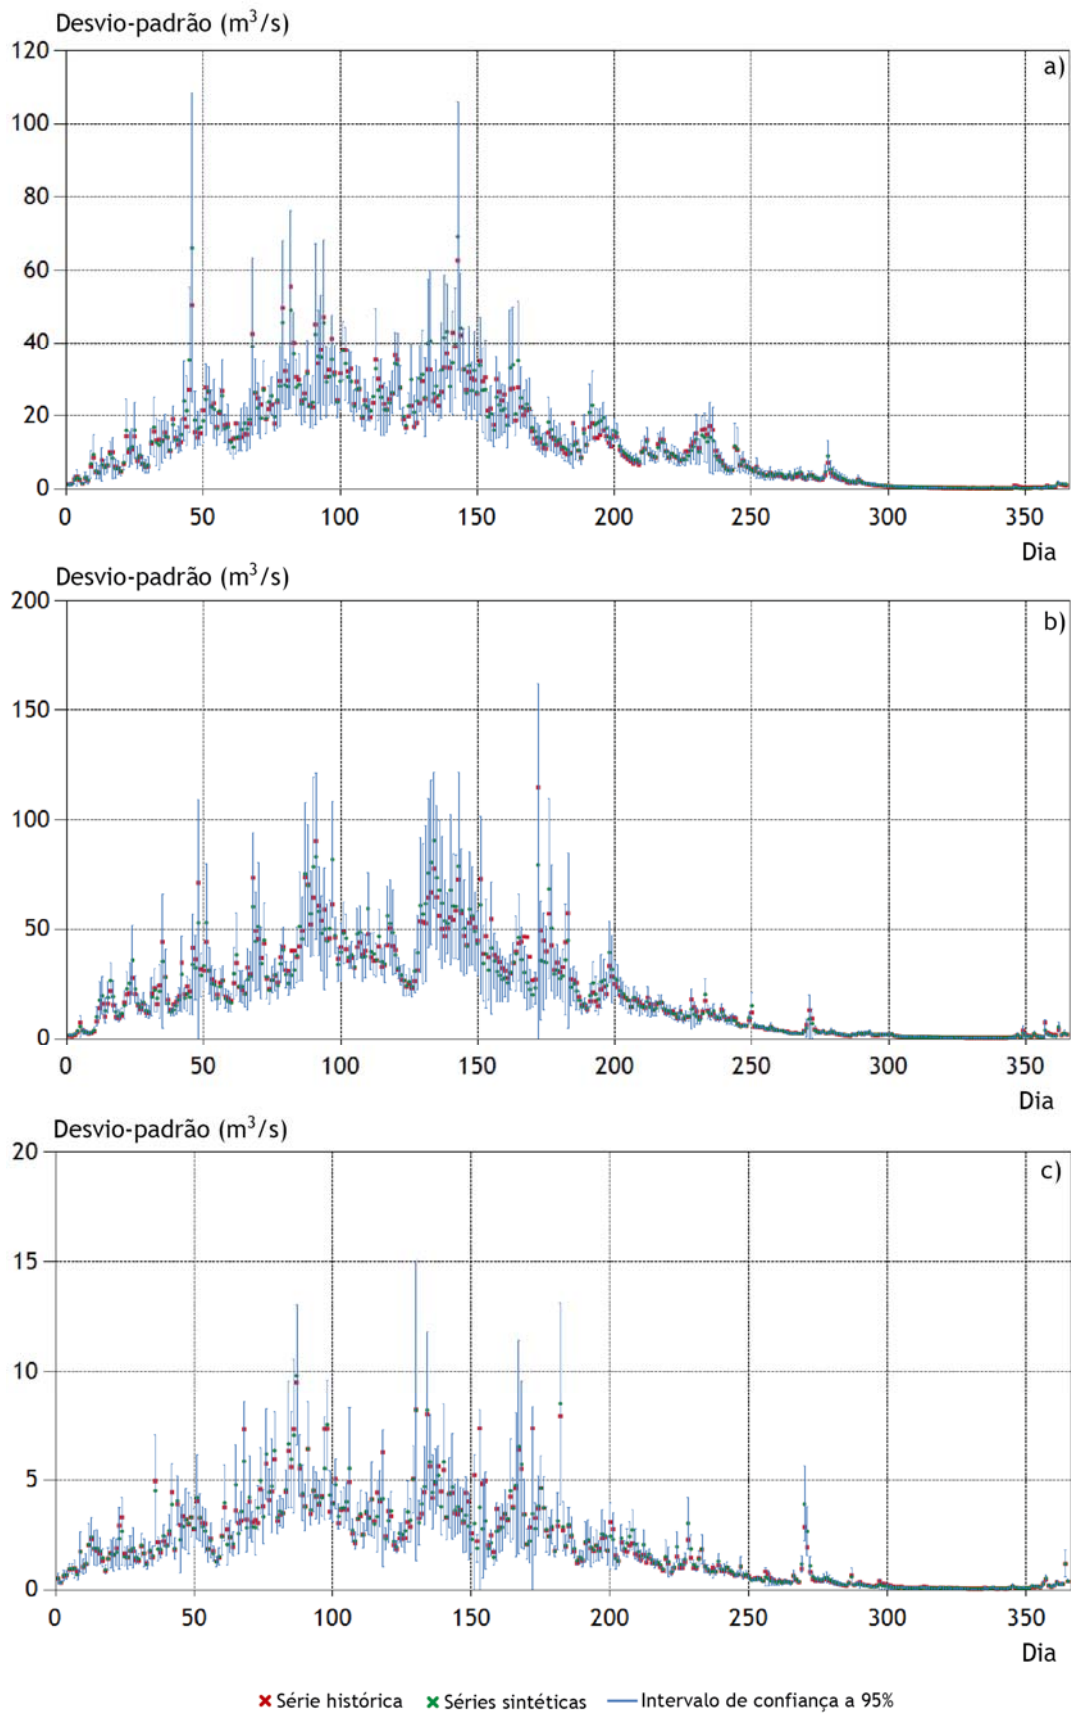 Desvio-padrão (m³/s)
a)
120
100
80
60
40
20
0
0 50 100 150 200 250 300 350
Dia
Desvio-padrão (m³/s)
b)
200
150
100
50
0
0 50 100 150 200 250 300 350
Dia
Desvio-padrão (m³/s)
c)
20
15
10
5
0
0 50 100 150 200 250 300 350
Dia
Série histórica Séries sintéticas Intervalo de confiança a 95%